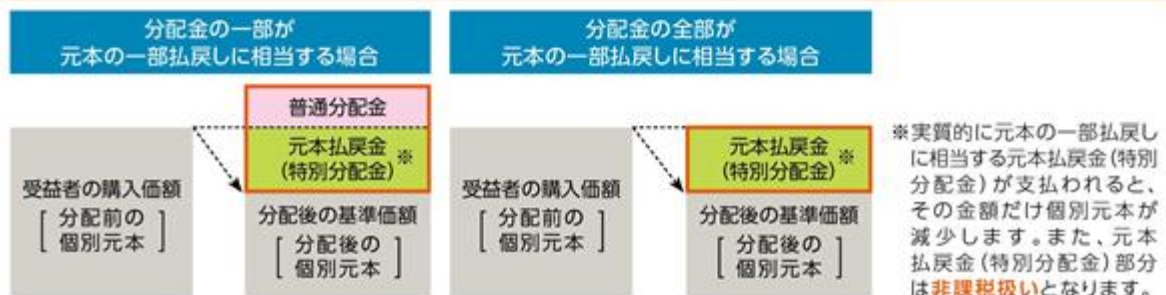 分配金の一部が
元本の一部払戻しに相当する場合
普通分配金
元本払戻金
(特別分配金) ※
受益者の購入価額
[ 分配前の
個別元本 ]
分配後の基準価額
[ 分配後の
個別元本 ]
分配金の全部が
元本の一部払戻しに相当する場合
元本払戻金
(特別分配金) ※
受益者の購入価額
[ 分配前の
個別元本 ]
分配後の基準価額
[ 分配後の
個別元本 ]
※実質的に元本の一部払戻し
に相当する元本払戻金(特別
分配金)が支払われると、
その金額だけ個別元本が
減少します。また、元本
払戻金(特別分配金)部分
は非課税扱いとなります。